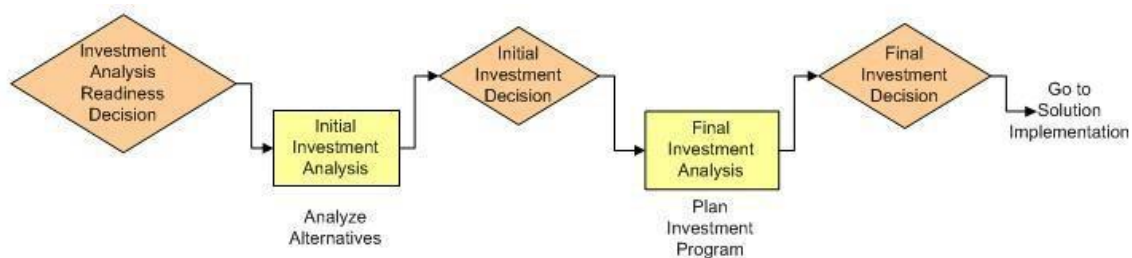 Investment
Analysis
Readiness
Decision
Initial
Investment
Analysis
Analyze
Alternatives
Initial
Investment
Decision
Final
Investment
Analysis
Plan
Investment
Program
Final
Investment
Decision
Go to
Solution
Implementation